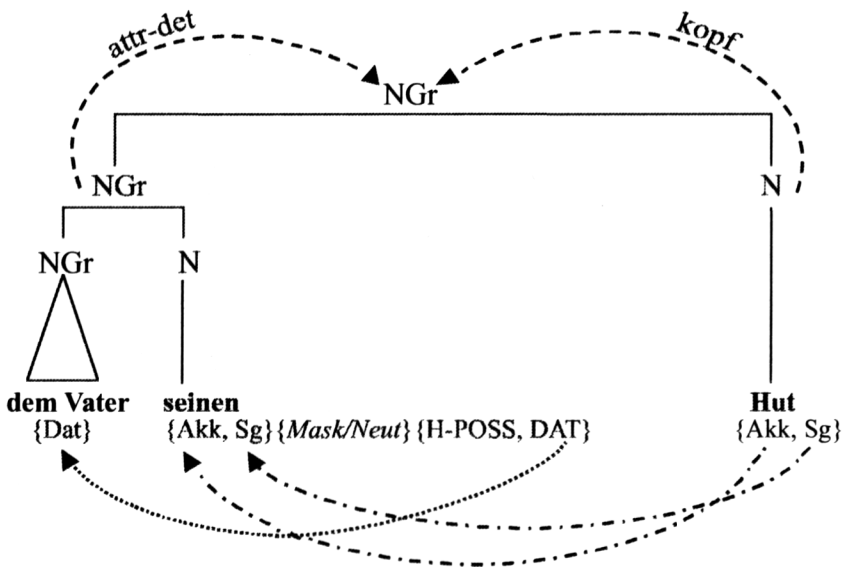 attr-det kopf
NGr
NGr N
NGr N
dem Vater seinen Hut
{Dat} {Akk, Sg} {Mask/Neut} {H-POSS, DAT} {Akk, Sg}